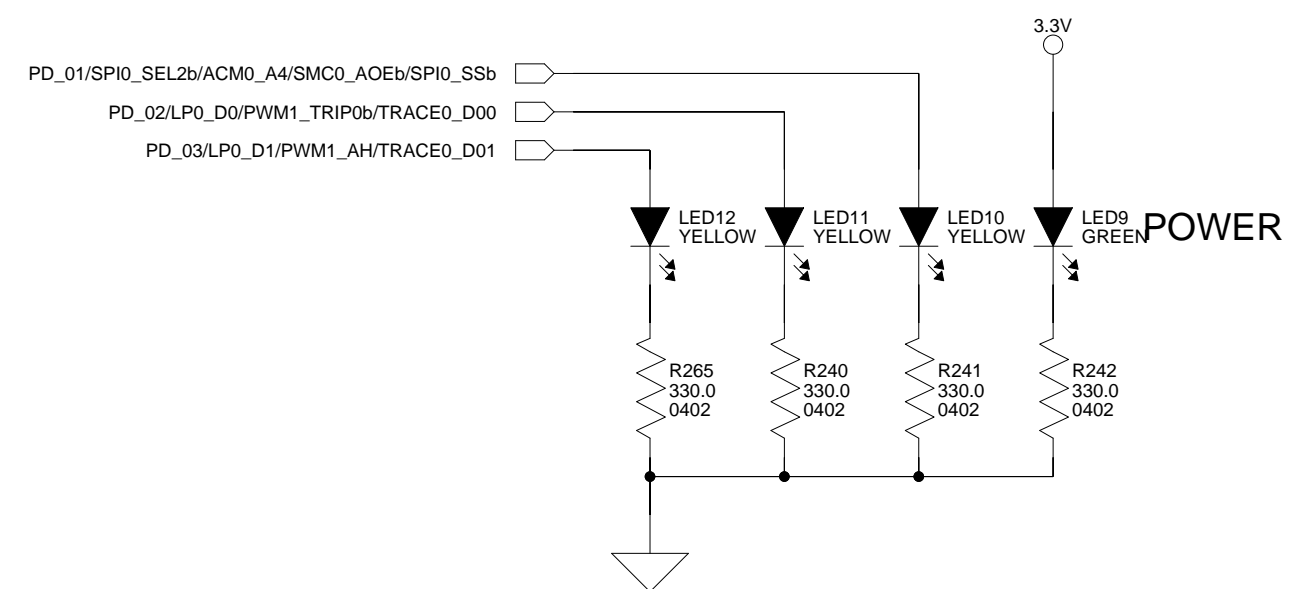 3.3V
PD_01/SPI0_SEL2b/ACM0_A4/SMC0_AOEb/SPI0_SSb
PD_02/LP0_D0/PWM1_TRIP0b/TRACE0_D00
PD_03/LP0_D1/PWM1_AH/TRACE0_D01
LED12
YELLOW
LED11
YELLOW
LED10
YELLOW
LED9
GREEN
POWER
R265
330.0
0402
R240
330.0
0402
R241
330.0
0402
R242
330.0
0402